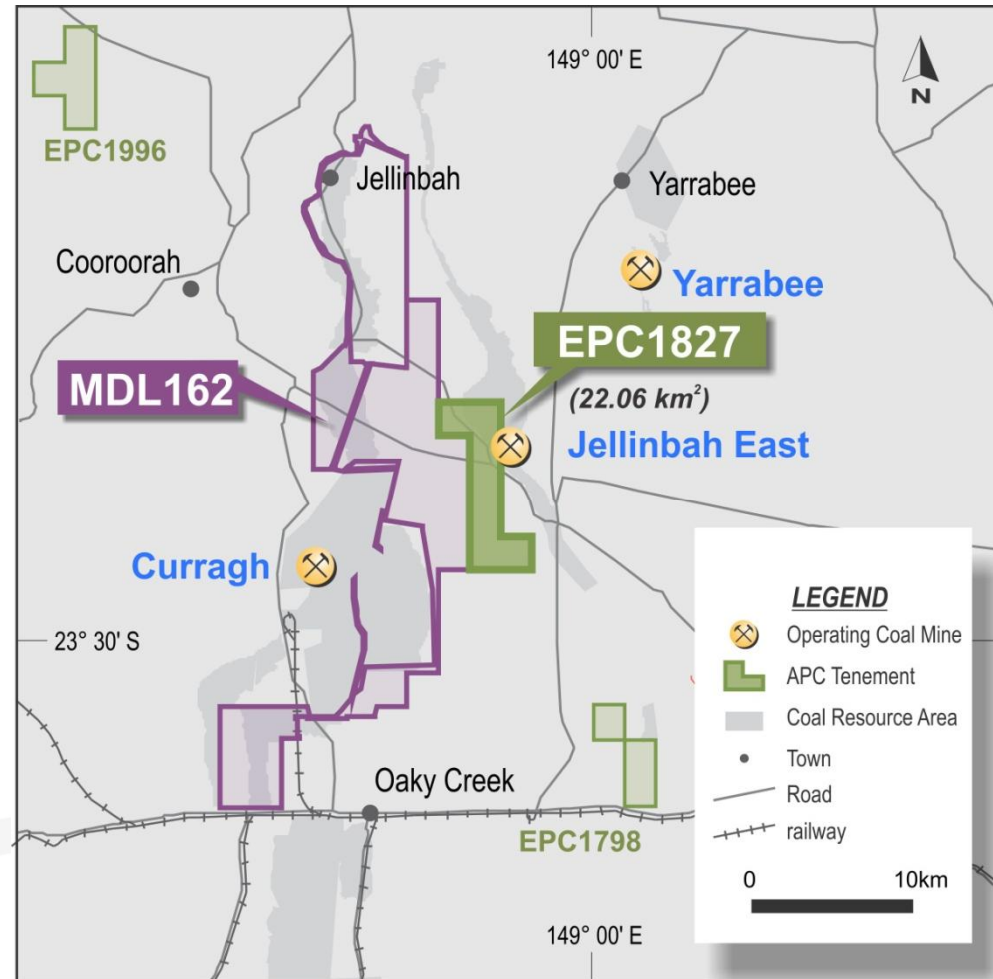 149° 00' E
N
EPC1996
Jellinbah
Yarrabee
Cooroorah
Yarrabee
EPC1827
MDL162
(22.06 km²)
Jellinbah East
Curragh
23° 30' S
LEGEND
Operating Coal Mine
APC Tenement
Coal Resource Area
Town
Road
railway
0 10km
Oaky Creek
EPC1798
149° 00' E